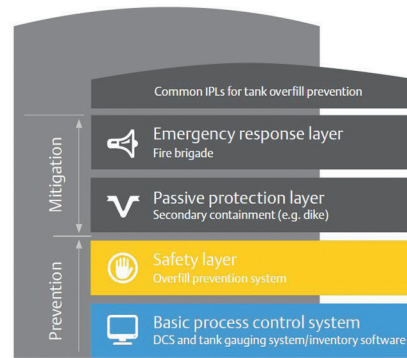 Common IPLs for tank overfill prevention
Mitigation
Emergency response layer
Fire brigade
Passive protection layer
Secondary containment (e.g. dike)
Prevention
Safety layer
Overfill prevention system
Basic process control system
DCS and tank gauging system/inventory software